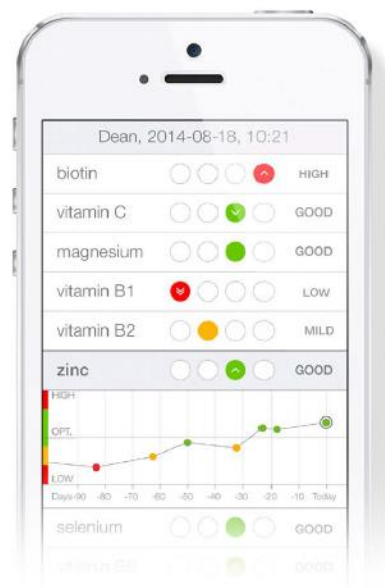 Dean, 2014-08-18, 10:21
biotin HIGH
vitamin C GOOD
magnesium GOOD
vitamin B1 LOW
vitamin B2 MILD
zinc GOOD
HIGH
OPT.
LOW
Days-90 -80 -70 -60 -50 -40 -30 -20 -10 Today
selenium GOOD